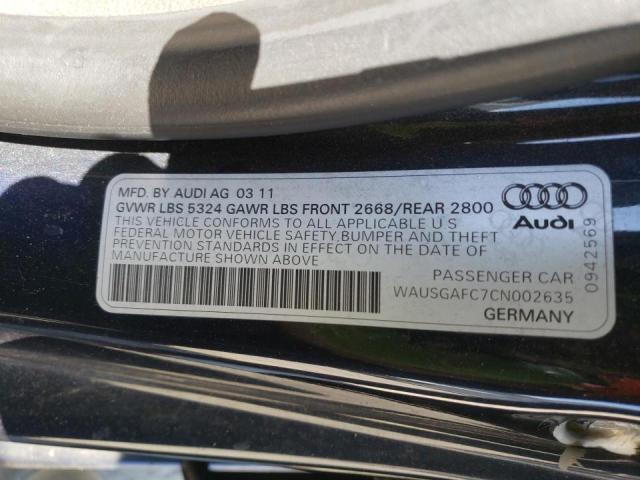 MFD. BY AUDI AG 03 11
GVWR LBS 5324 GAWR LBS FRONT 2668/REAR 2800
THIS VEHICLE CONFORMS TO ALL APPLICABLE U S
FEDERAL MOTOR VEHICLE SAFETY, BUMPER AND THEFT
PREVENTION STANDARDS IN EFFECT ON THE DATE OF
MANUFACTURE SHOWN ABOVE
PASSENGER CAR
WAUSGAFC7CN002635
GERMANY
Audi
0942569